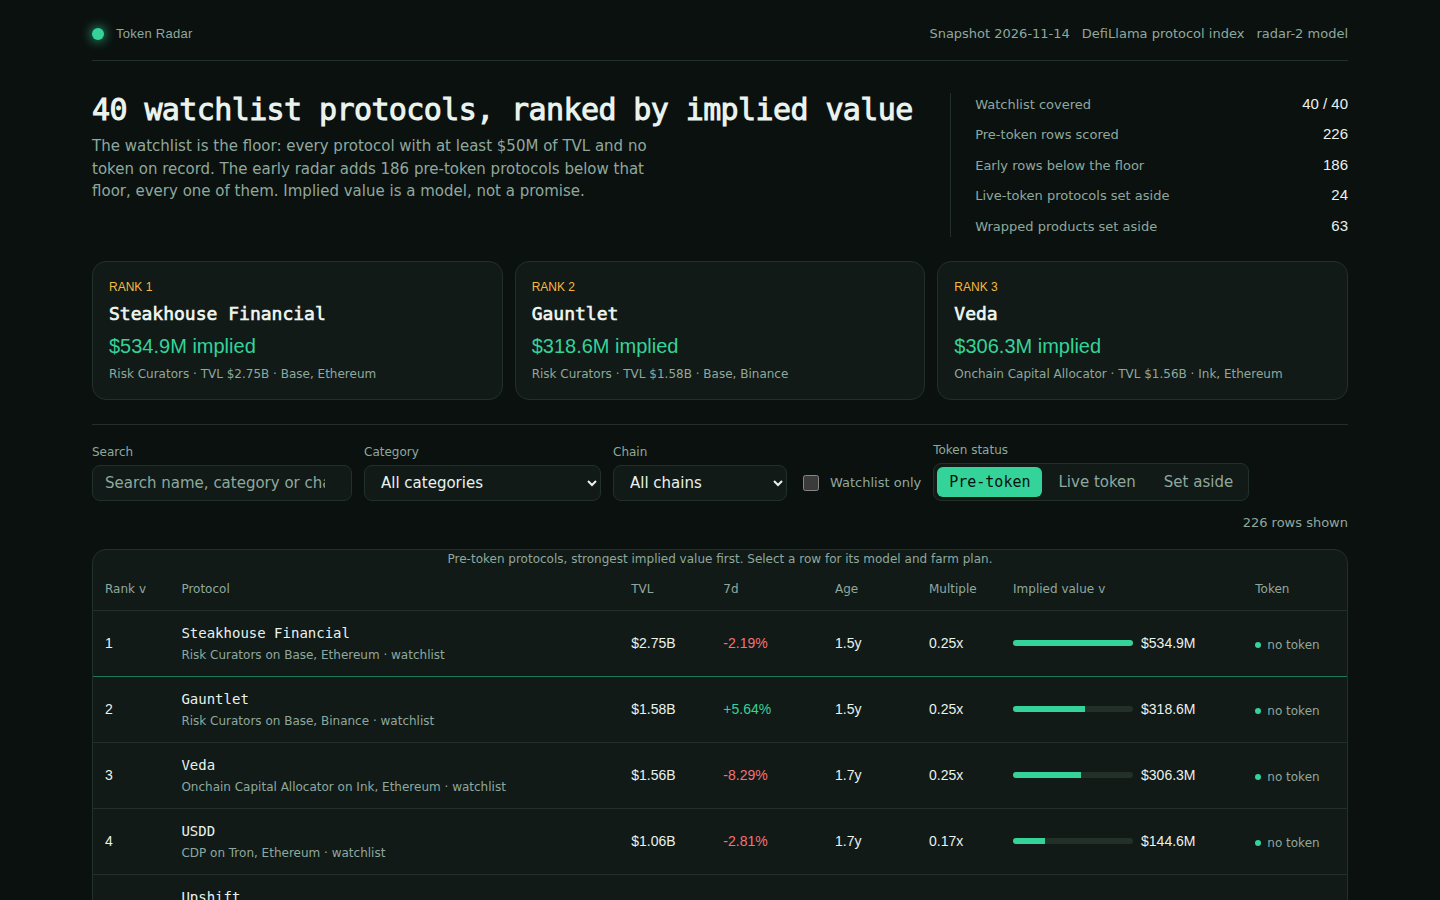 Token Radar
Snapshot 2026-11-14 DefiLlama protocol index radar-2 model
40 watchlist protocols, ranked by implied value
The watchlist is the floor: every protocol with at least $50M of TVL and no
token on record. The early radar adds 186 pre-token protocols below that
floor, every one of them. Implied value is a model, not a promise.
Watchlist covered 40 / 40
Pre-token rows scored 226
Early rows below the floor 186
Live-token protocols set aside 24
Wrapped products set aside 63
RANK 1
Steakhouse Financial
$534.9M implied
Risk Curators · TVL $2.75B · Base, Ethereum
RANK 2
Gauntlet
$318.6M implied
Risk Curators · TVL $1.58B · Base, Binance
RANK 3
Veda
$306.3M implied
Onchain Capital Allocator · TVL $1.56B · Ink, Ethereum
Search Category Chain Token status
Search name, category or cha All categories All chains Watchlist only Pre-token Live token Set aside
226 rows shown
Pre-token protocols, strongest implied value first. Select a row for its model and farm plan.
Rank v Protocol TVL 7d Age Multiple Implied value v Token
1 Steakhouse Financial $2.75B -2.19% 1.5y 0.25x $534.9M no token
Risk Curators on Base, Ethereum · watchlist
2 Gauntlet $1.58B +5.64% 1.5y 0.25x $318.6M no token
Risk Curators on Base, Binance · watchlist
3 Veda $1.56B -8.29% 1.7y 0.25x $306.3M no token
Onchain Capital Allocator on Ink, Ethereum · watchlist
4 USDD $1.06B -2.81% 1.7y 0.17x $144.6M no token
CDP on Tron, Ethereum · watchlist
Upshift